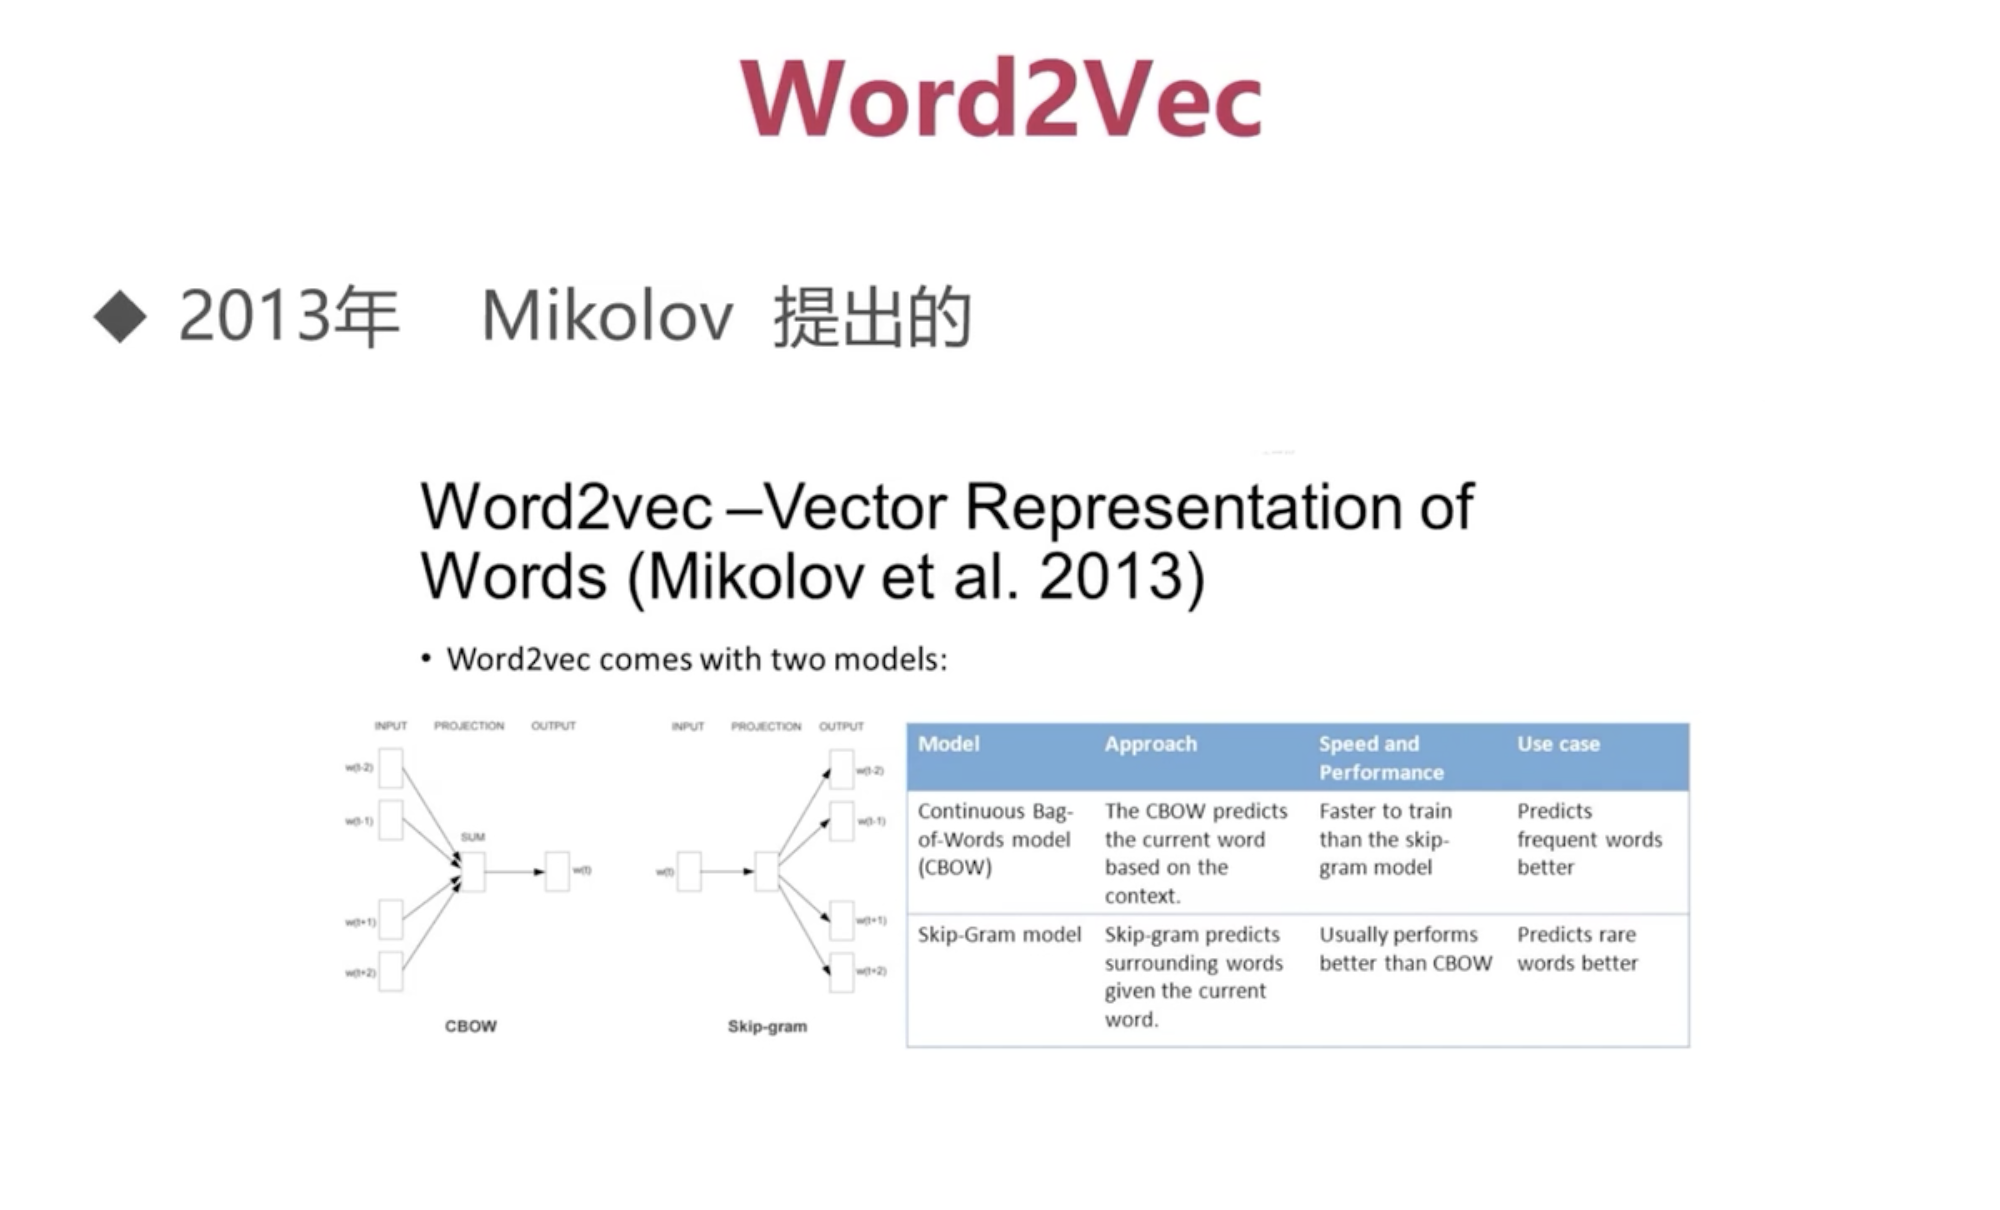 Word2Vec
◆ 2013年 Mikolov 提出的
Word2vec –Vector Representation of
Words (Mikolov et al. 2013)
• Word2vec comes with two models:
INPUT PROJECTION OUTPUT
w(t-2)
w(t-1)
SUM
w(t)
w(t+1)
w(t+2)
CBOW
INPUT PROJECTION OUTPUT
w(t-2)
w(t-1)
w(t)
w(t+1)
w(t+2)
Skip-gram
Model
Approach
Speed and
Performance
Use case
Continuous Bag-
of-Words model
(CBOW)
The CBOW predicts
the current word
based on the
context.
Faster to train
than the skip-
gram model
Predicts
frequent words
better
Skip-Gram model
Skip-gram predicts
surrounding words
given the current
word.
Usually performs
better than CBOW
Predicts rare
words better